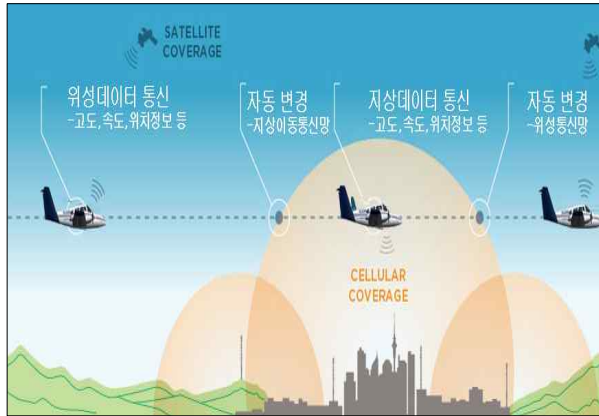 SATELLITE
COVERAGE
위성데이터 통신
-고도, 속도, 위치정보 등
자동 변경
-지상이동통신망
지상데이터 통신
-고도, 속도, 위치정보 등
자동 변경
-위성통신망
CELLULAR
COVERAGE